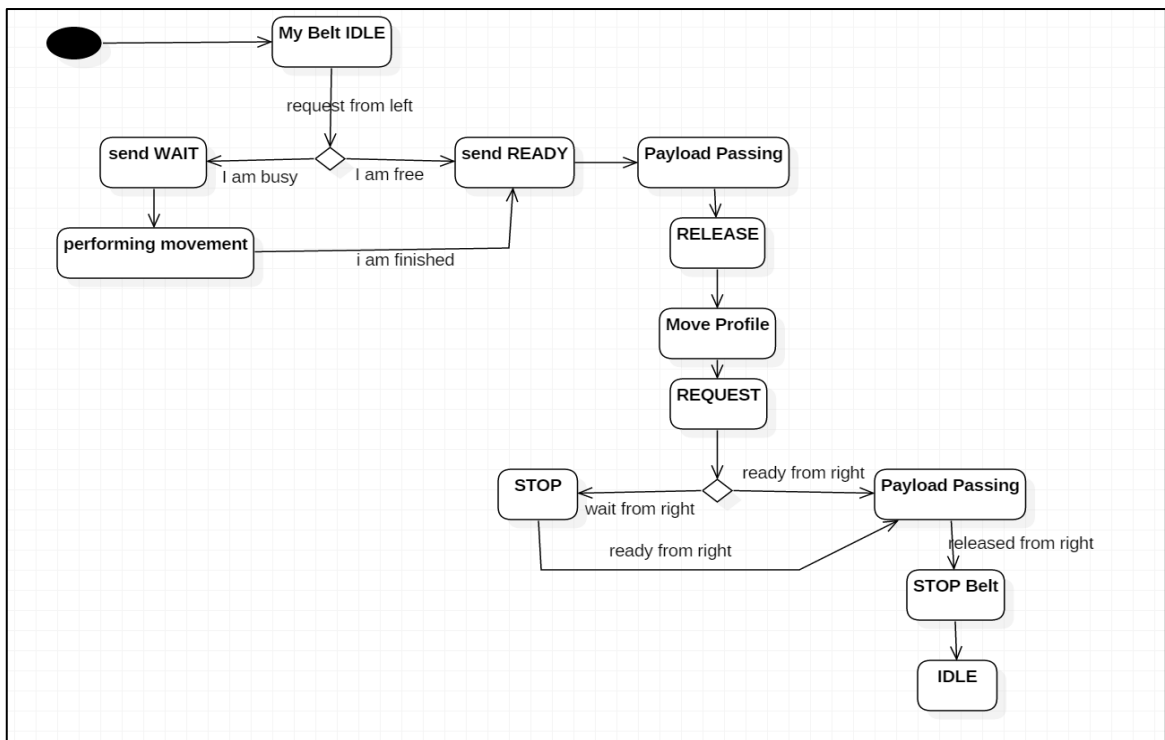 My Belt IDLE
request from left
send WAIT
I am busy
I am free
send READY
Payload Passing
performing movement
i am finished
RELEASE
Move Profile
REQUEST
ready from right
STOP
wait from right
Payload Passing
ready from right
released from right
STOP Belt
IDLE